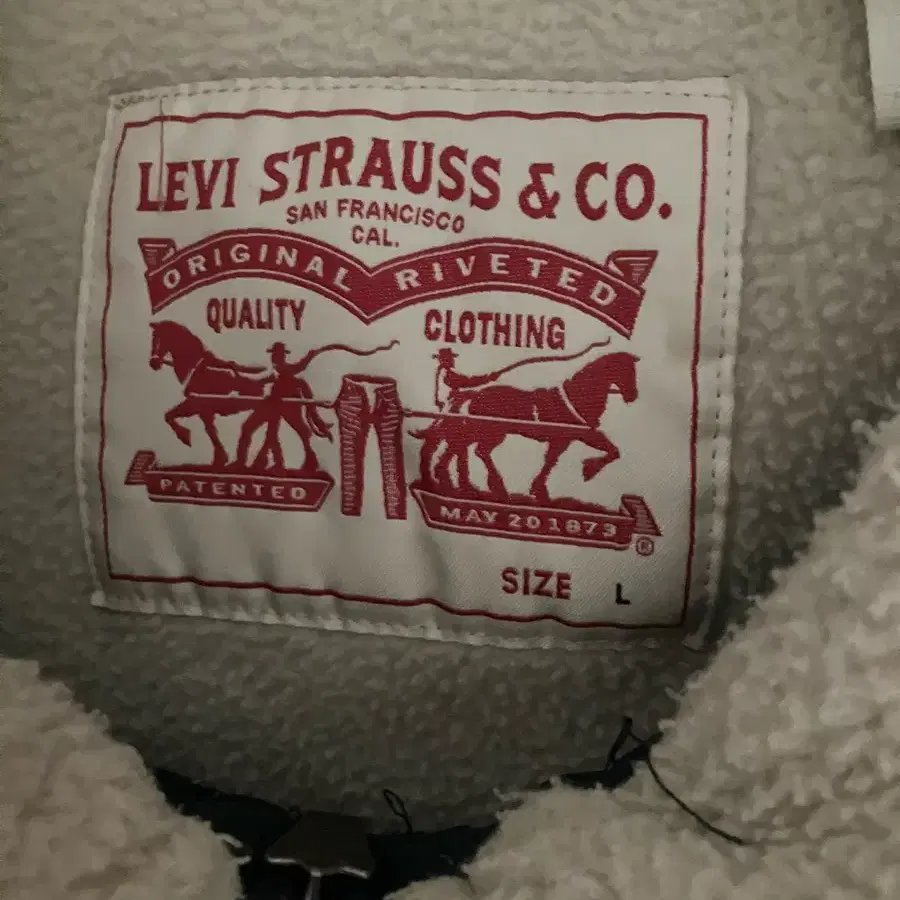 LEVI STRAUSS & CO.
SAN FRANCISCO
CAL.
ORIGINAL RIVETED
QUALITY CLOTHING
PATENTED MAY 20 1873
®
SIZE L